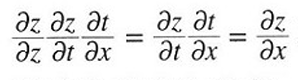 ∂z/∂z ∂z/∂t ∂t/∂x = ∂z/∂t ∂t/∂x = ∂z/∂x